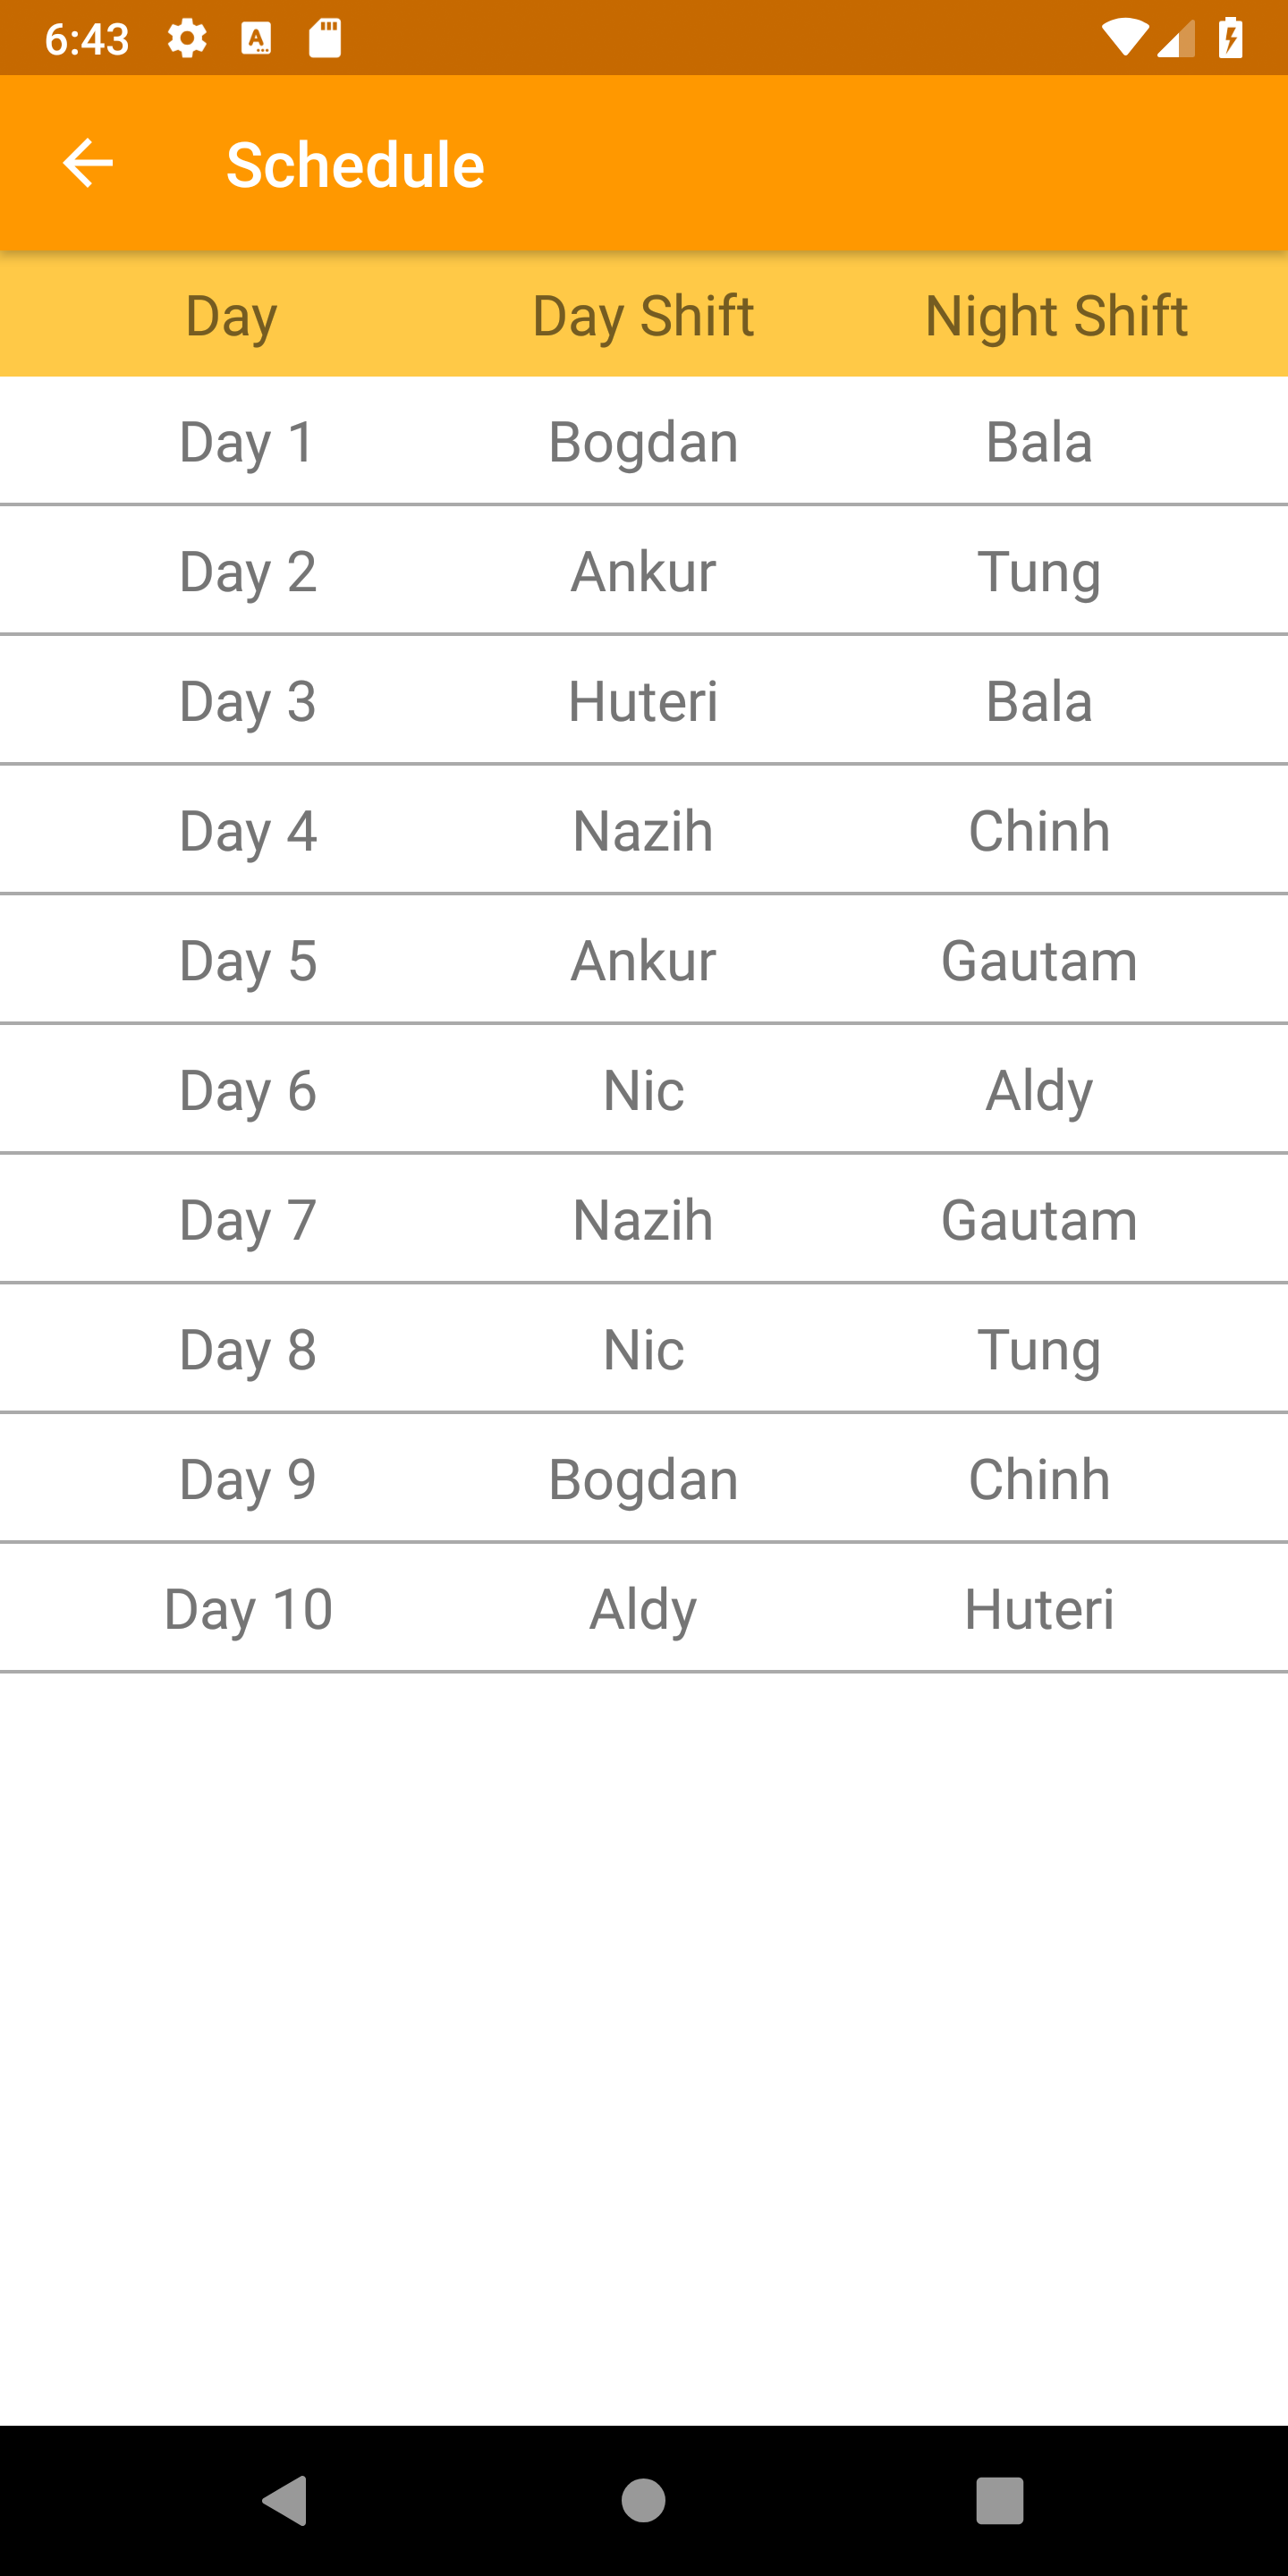 6:43
Schedule
Day Day Shift Night Shift
Day 1 Bogdan Bala
Day 2 Ankur Tung
Day 3 Huteri Bala
Day 4 Nazih Chinh
Day 5 Ankur Gautam
Day 6 Nic Aldy
Day 7 Nazih Gautam
Day 8 Nic Tung
Day 9 Bogdan Chinh
Day 10 Aldy Huteri